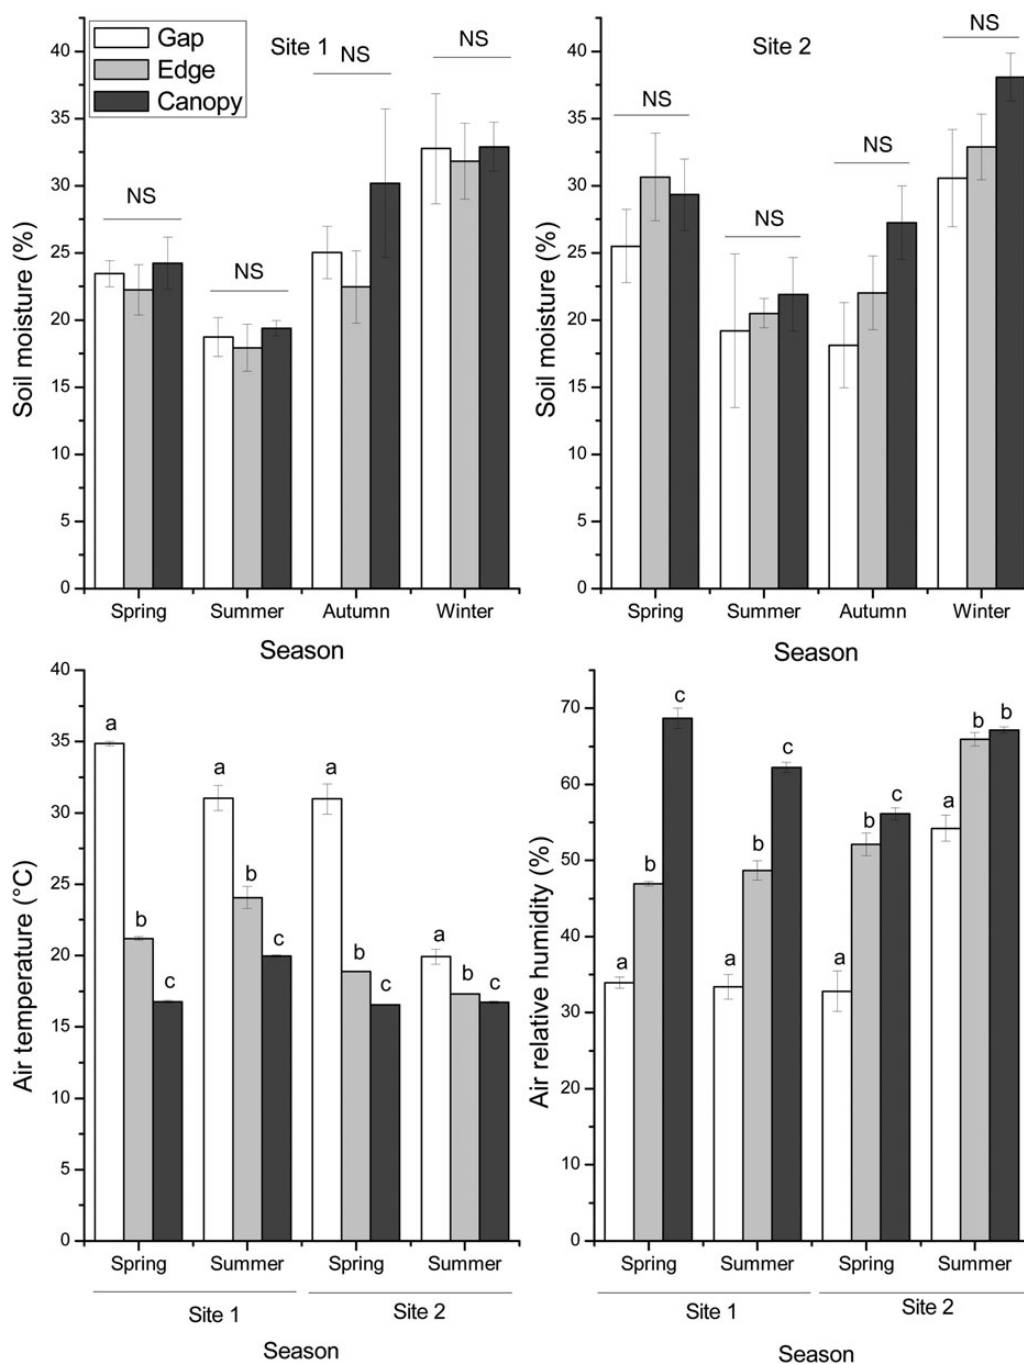 Gap
Edge
Canopy
Site 1
NS
NS
NS
NS
40
35
30
25
20
15
10
5
0
Soil moisture (%)
Spring Summer Autumn Winter
Season
Site 2
NS
NS
NS
NS
40
35
30
25
20
15
10
5
0
Soil moisture (%)
Spring Summer Autumn Winter
Season
40
35
30
25
20
15
10
5
0
Air temperature (°C)
a b c
a b c
a b c
a b c
Spring Summer Spring Summer
Site 1 Site 2
Season
70
60
50
40
30
20
10
0
Air relative humidity (%)
a b c
a b c
a b c
a b b
Spring Summer Spring Summer
Site 1 Site 2
Season